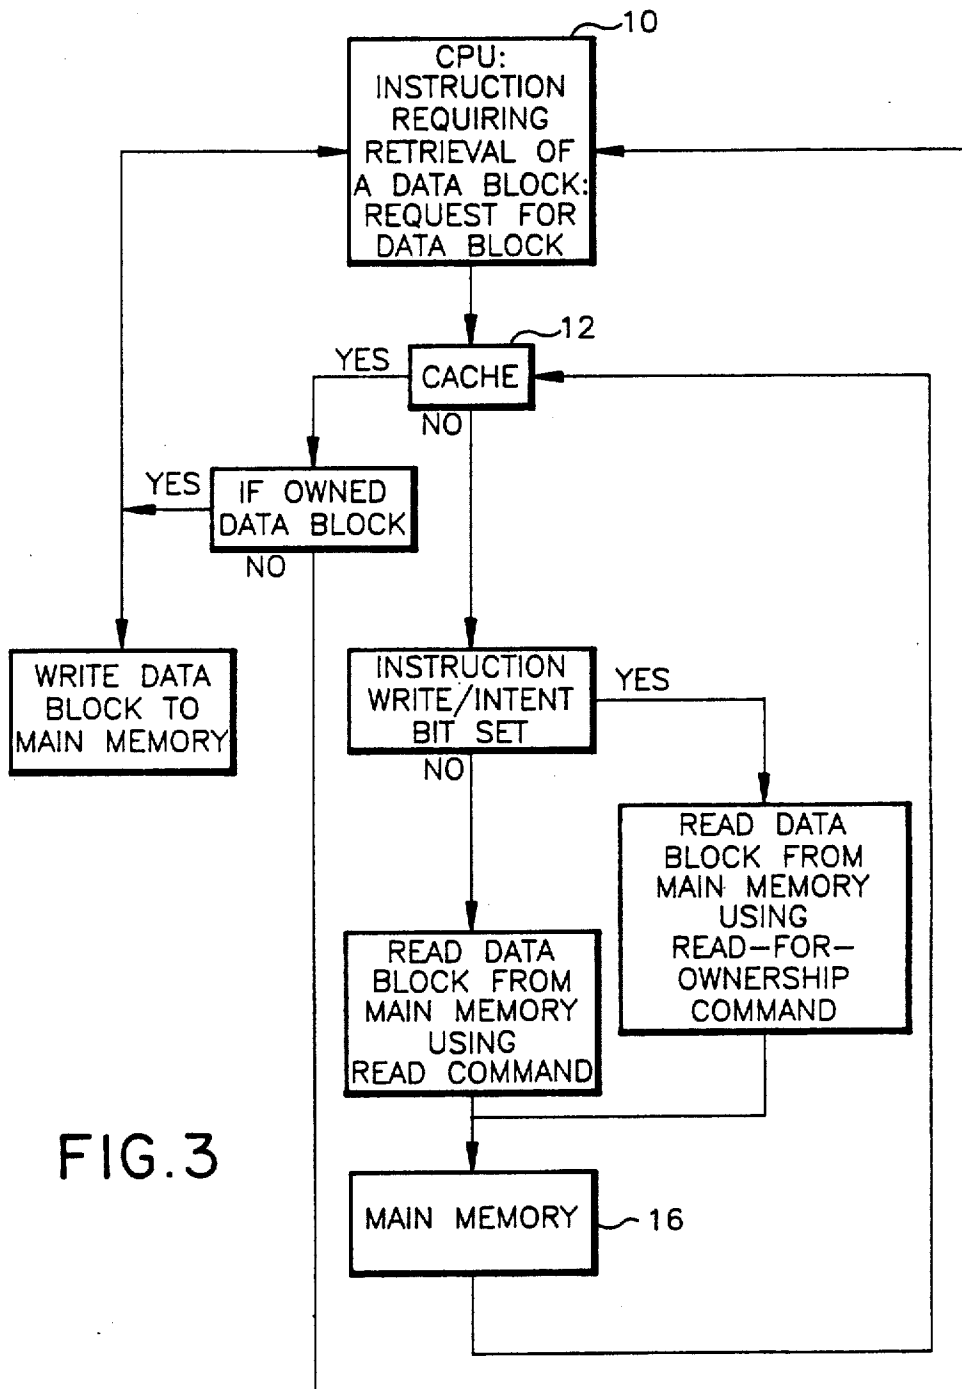 10
CPU:
INSTRUCTION
REQUIRING
RETRIEVAL OF
A DATA BLOCK:
REQUEST FOR
DATA BLOCK
12
YES
CACHE
NO
YES
IF OWNED
DATA BLOCK
NO
WRITE DATA
BLOCK TO
MAIN MEMORY
INSTRUCTION
WRITE/INTENT
BIT SET
YES
NO
READ DATA
BLOCK FROM
MAIN MEMORY
USING
READ-FOR-
OWNERSHIP
COMMAND
READ DATA
BLOCK FROM
MAIN MEMORY
USING
READ COMMAND
FIG.3
MAIN MEMORY
16